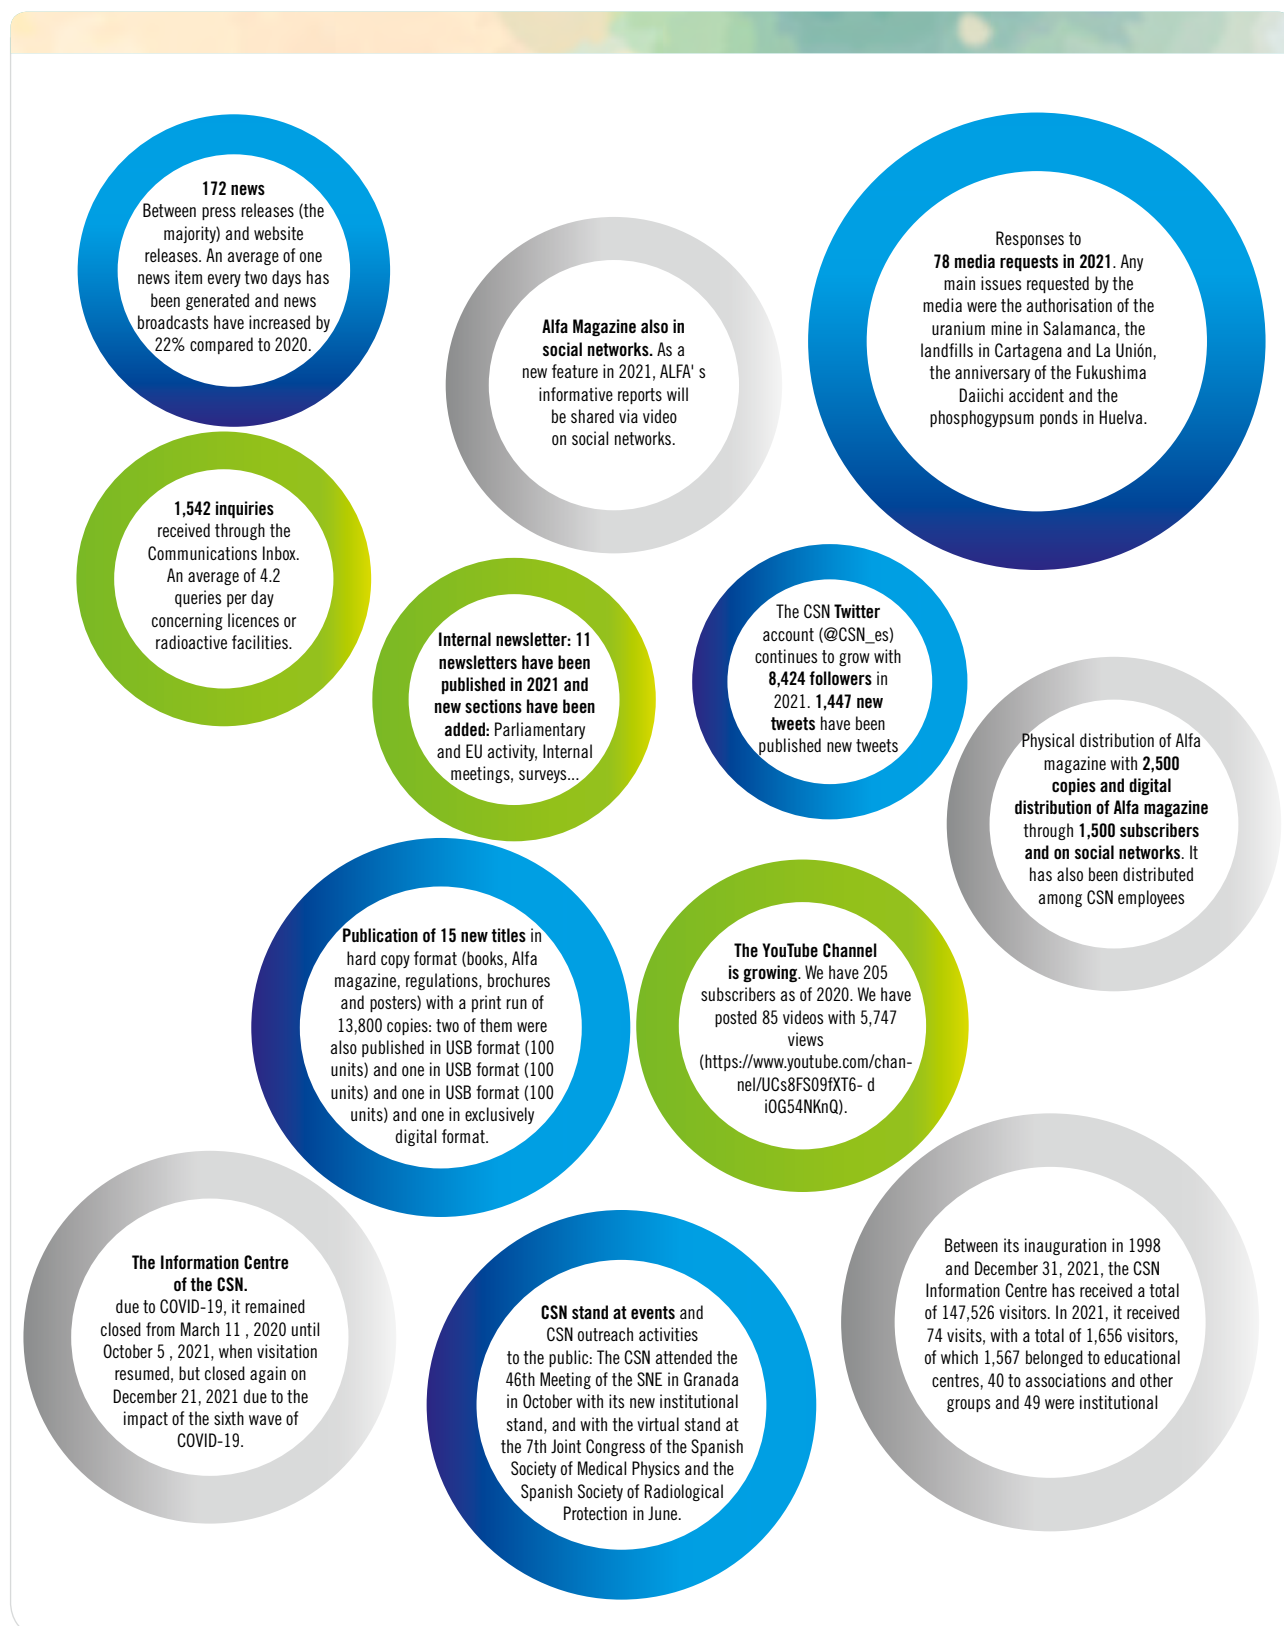 172 news
Between press releases (the
majority) and website
releases. An average of one
news item every two days has
been generated and news
broadcasts have increased by
22% compared to 2020.
Responses to
78 media requests in 2021. Any
main issues requested by the
media were the authorisation of the
uranium mine in Salamanca, the
landfills in Cartagena and La Unión,
the anniversary of the Fukushima
Daiichi accident and the
phosphogypsum ponds in Huelva.
Alfa Magazine also in
social networks. As a
new feature in 2021, ALFA' s
informative reports will
be shared via video
on social networks.
1,542 inquiries
received through the
Communications Inbox.
An average of 4.2
queries per day
concerning licences or
radioactive facilities.
Internal newsletter: 11
newsletters have been
published in 2021 and
new sections have been
added: Parliamentary
and EU activity, Internal
meetings, surveys...
The CSN Twitter
account (@CSN_es)
continues to grow with
8,424 followers in
2021. 1,447 new
tweets have been
published new tweets
Physical distribution of Alfa
magazine with 2,500
copies and digital
distribution of Alfa magazine
through 1,500 subscribers
and on social networks. It
has also been distributed
among CSN employees
Publication of 15 new titles in
hard copy format (books, Alfa
magazine, regulations, brochures
and posters) with a print run of
13,800 copies: two of them were
also published in USB format (100
units) and one in USB format (100
units) and one in USB format (100
units) and one in exclusively
digital format.
The YouTube Channel
is growing. We have 205
subscribers as of 2020. We have
posted 85 videos with 5,747
views
(https://www.youtube.com/chan-
nel/UCs8FS09fXT6- d
iOG54NKnQ).
The Information Centre
of the CSN.
due to COVID-19, it remained
closed from March 11 , 2020 until
October 5 , 2021, when visitation
resumed, but closed again on
December 21, 2021 due to the
impact of the sixth wave of
COVID-19.
CSN stand at events and
CSN outreach activities
to the public: The CSN attended the
46th Meeting of the SNE in Granada
in October with its new institutional
stand, and with the virtual stand at
the 7th Joint Congress of the Spanish
Society of Medical Physics and the
Spanish Society of Radiological
Protection in June.
Between its inauguration in 1998
and December 31, 2021, the CSN
Information Centre has received a total
of 147,526 visitors. In 2021, it received
74 visits, with a total of 1,656 visitors,
of which 1,567 belonged to educational
centres, 40 to associations and other
groups and 49 were institutional